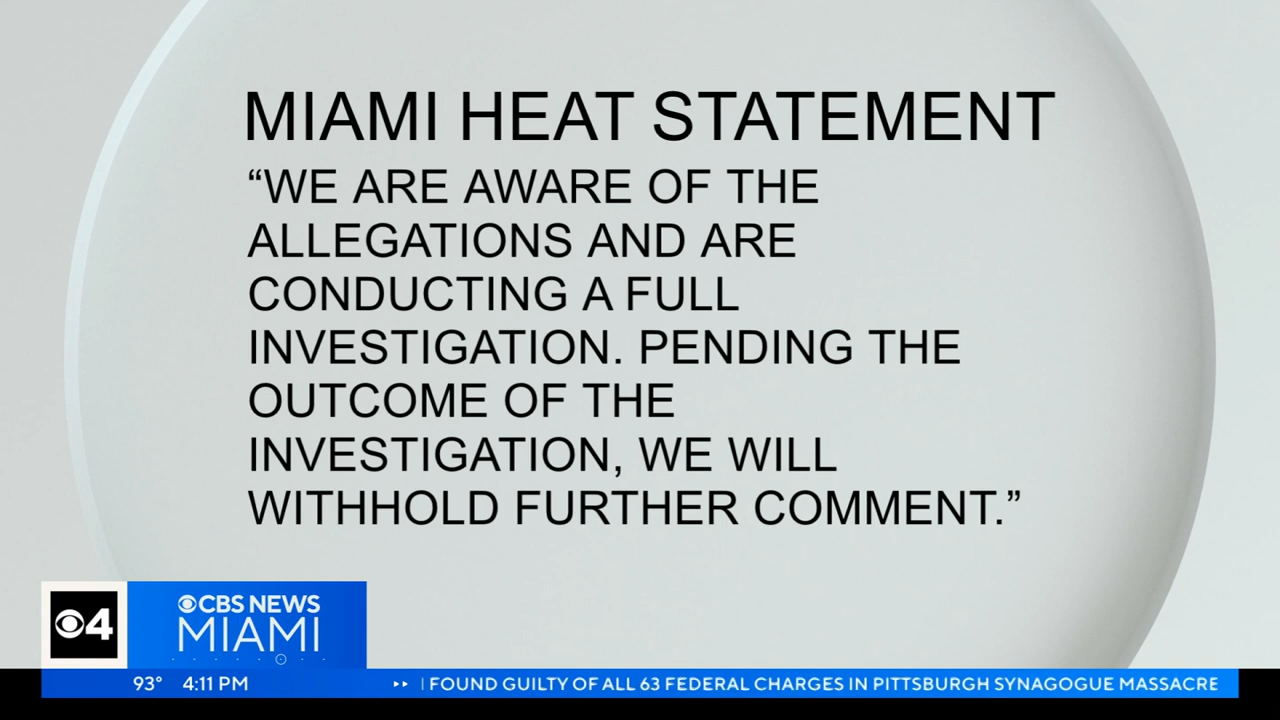 MIAMI HEAT STATEMENT
“WE ARE AWARE OF THE
ALLEGATIONS AND ARE
CONDUCTING A FULL
INVESTIGATION. PENDING THE
OUTCOME OF THE
INVESTIGATION, WE WILL
WITHHOLD FURTHER COMMENT.”
4
CBS NEWS
MIAMI
93° 4:11 PM FOUND GUILTY OF ALL 63 FEDERAL CHARGES IN PITTSBURGH SYNAGOGUE MASSACRE